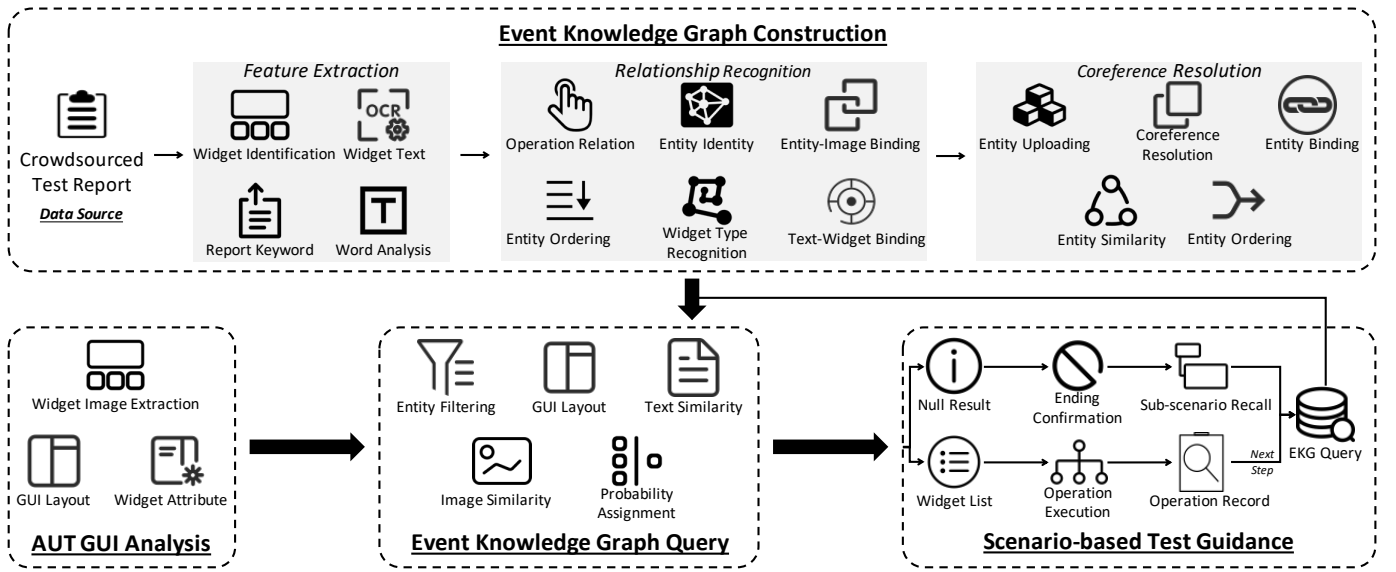 Event Knowledge Graph Construction
Crowdsourced
Test Report
Data Source
Feature Extraction
OCR
Widget Identification
Widget Text
T
Report Keyword
Word Analysis
Relationship Recognition
Operation Relation
Entity Identity
Entity-Image Binding
Entity Ordering
Widget Type
Recognition
Text-Widget Binding
Coreference Resolution
Entity Uploading
Coreference
Resolution
Entity Binding
Entity Similarity
Entity Ordering
Widget Image Extraction
GUI Layout
Widget Attribute
AUT GUI Analysis
Entity Filtering
GUI Layout
Text Similarity
Image Similarity
Probability
Assignment
Event Knowledge Graph Query
Null Result
Ending
Confirmation
Sub-scenario Recall
Widget List
Operation
Execution
Operation Record
Next
Step
EKG Query
Scenario-based Test Guidance